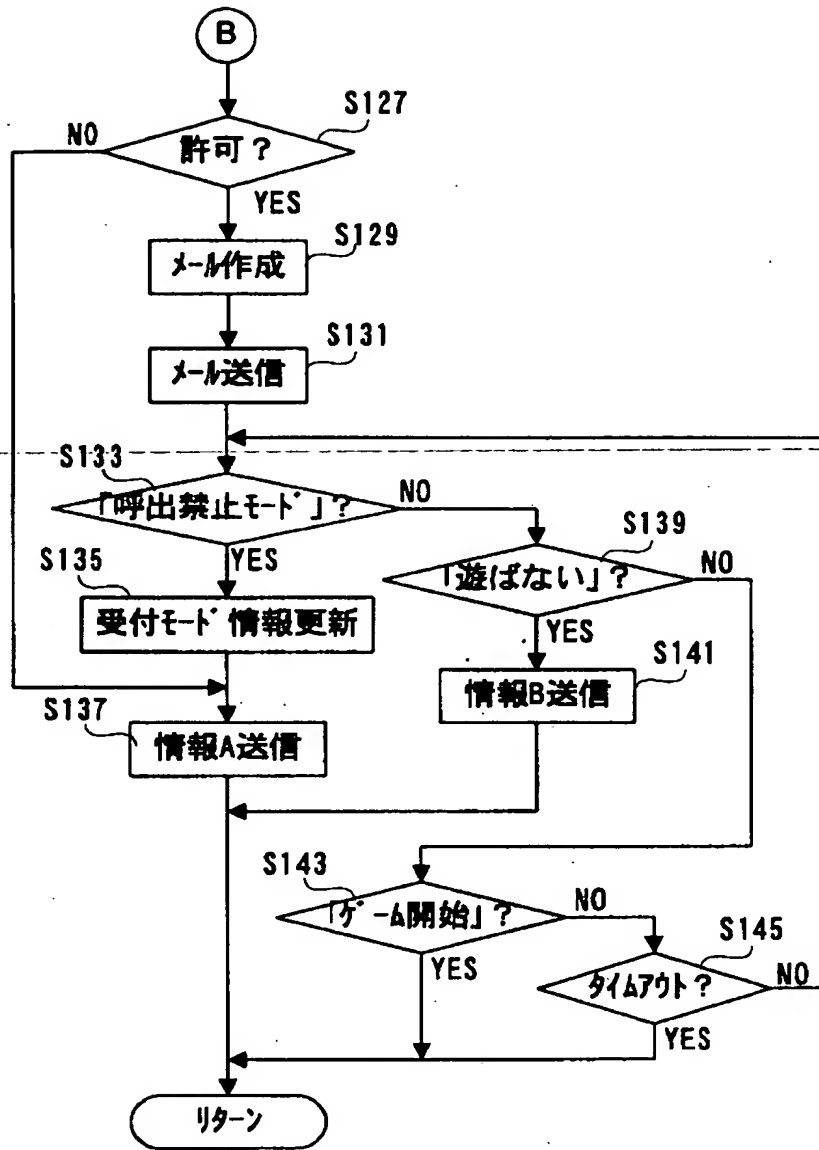 B
S127
NO
許可?
YES
S129
メール作成
S131
メール送信
S133
「呼出禁止モード」?
NO
YES
S139
「遊ばない」?
NO
YES
S135
受付モード情報更新
S141
情報B送信
S137
情報A送信
S143
「ゲーム開始」?
NO
YES
S145
タイムアウト?
NO
YES
リターン